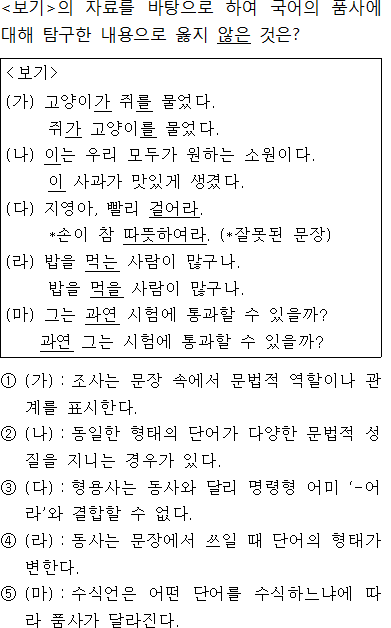 <보기>의 자료를 바탕으로 하여 국어의 품사에
대해 탐구한 내용으로 옳지 않은 것은?
<보기>
(가) 고양이가 쥐를 물었다.
쥐가 고양이를 물었다.
(나) 이는 우리 모두가 원하는 소원이다.
이 사과가 맛있게 생겼다.
(다) 지영아, 빨리 걸어라.
*손이 참 따뜻하여라. (*잘못된 문장)
(라) 밥을 먹는 사람이 많구나.
밥을 먹을 사람이 많구나.
(마) 그는 과연 시험에 통과할 수 있을까?
과연 그는 시험에 통과할 수 있을까?
① (가) : 조사는 문장 속에서 문법적 역할이나 관
계를 표시한다.
② (나) : 동일한 형태의 단어가 다양한 문법적 성
질을 지니는 경우가 있다.
③ (다) : 형용사는 동사와 달리 명령형 어미 ‘-어
라’와 결합할 수 없다.
④ (라) : 동사는 문장에서 쓰일 때 단어의 형태가
변한다.
⑤ (마) : 수식언은 어떤 단어를 수식하느냐에 따
라 품사가 달라진다.